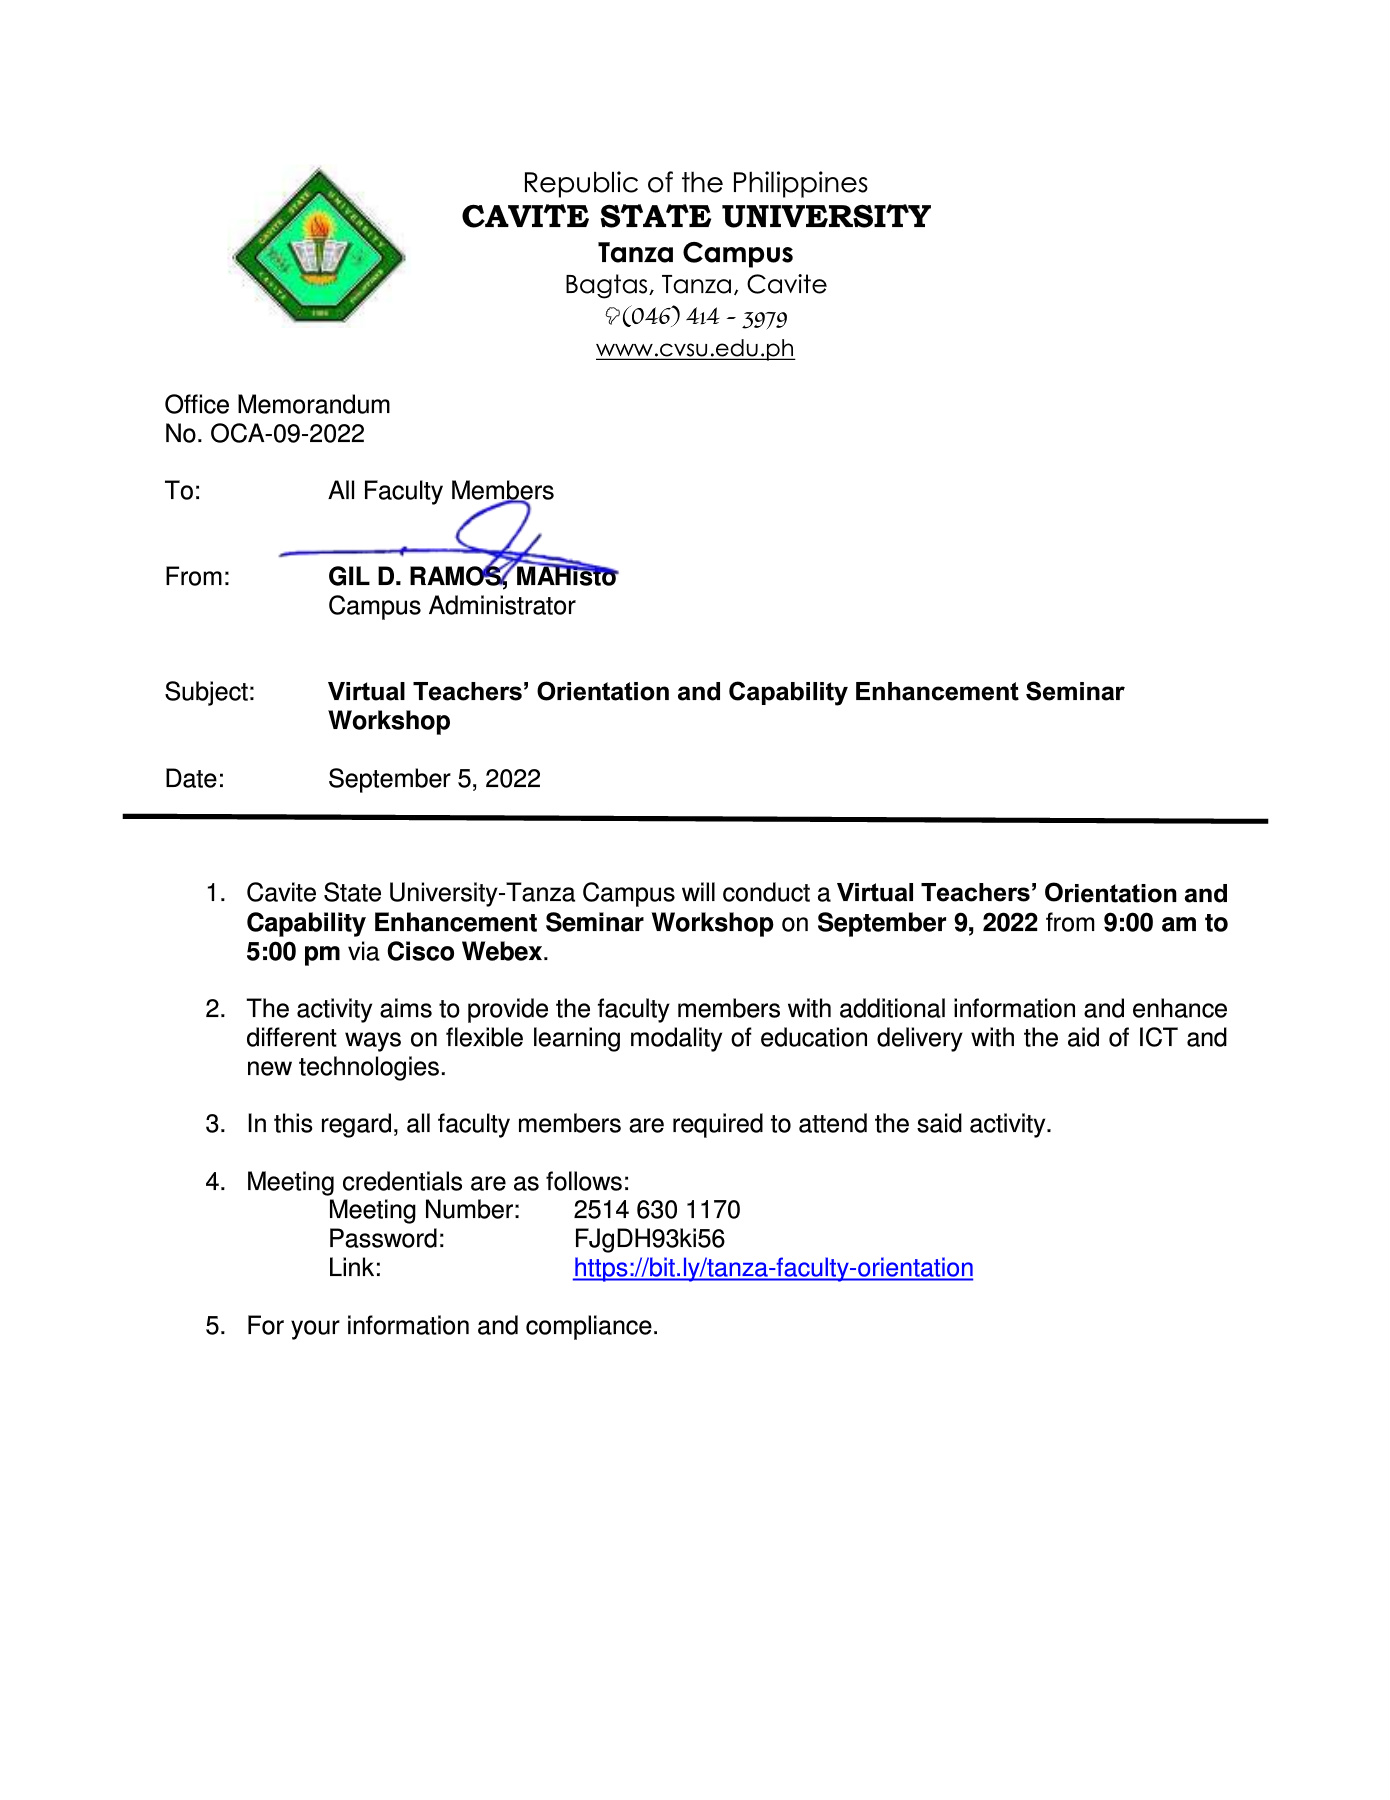 Republic of the Philippines
CAVITE STATE UNIVERSITY
Tanza Campus
Bagtas, Tanza, Cavite
(046) 414 - 3979
www.cvsu.edu.ph
CAVITE STATE UNIVERSITY
CAVITE PHILIPPINES
Office Memorandum
No. OCA-09-2022
To: All Faculty Members
From: GIL D. RAMOS, MAHisto
Campus Administrator
Subject: Virtual Teachers’ Orientation and Capability Enhancement Seminar
Workshop
Date: September 5, 2022
1. Cavite State University-Tanza Campus will conduct a Virtual Teachers’ Orientation and
Capability Enhancement Seminar Workshop on September 9, 2022 from 9:00 am to
5:00 pm via Cisco Webex.
2. The activity aims to provide the faculty members with additional information and enhance
different ways on flexible learning modality of education delivery with the aid of ICT and
new technologies.
3. In this regard, all faculty members are required to attend the said activity.
4. Meeting credentials are as follows:
Meeting Number: 2514 630 1170
Password: FJgDH93ki56
Link: https://bit.ly/tanza-faculty-orientation
5. For your information and compliance.